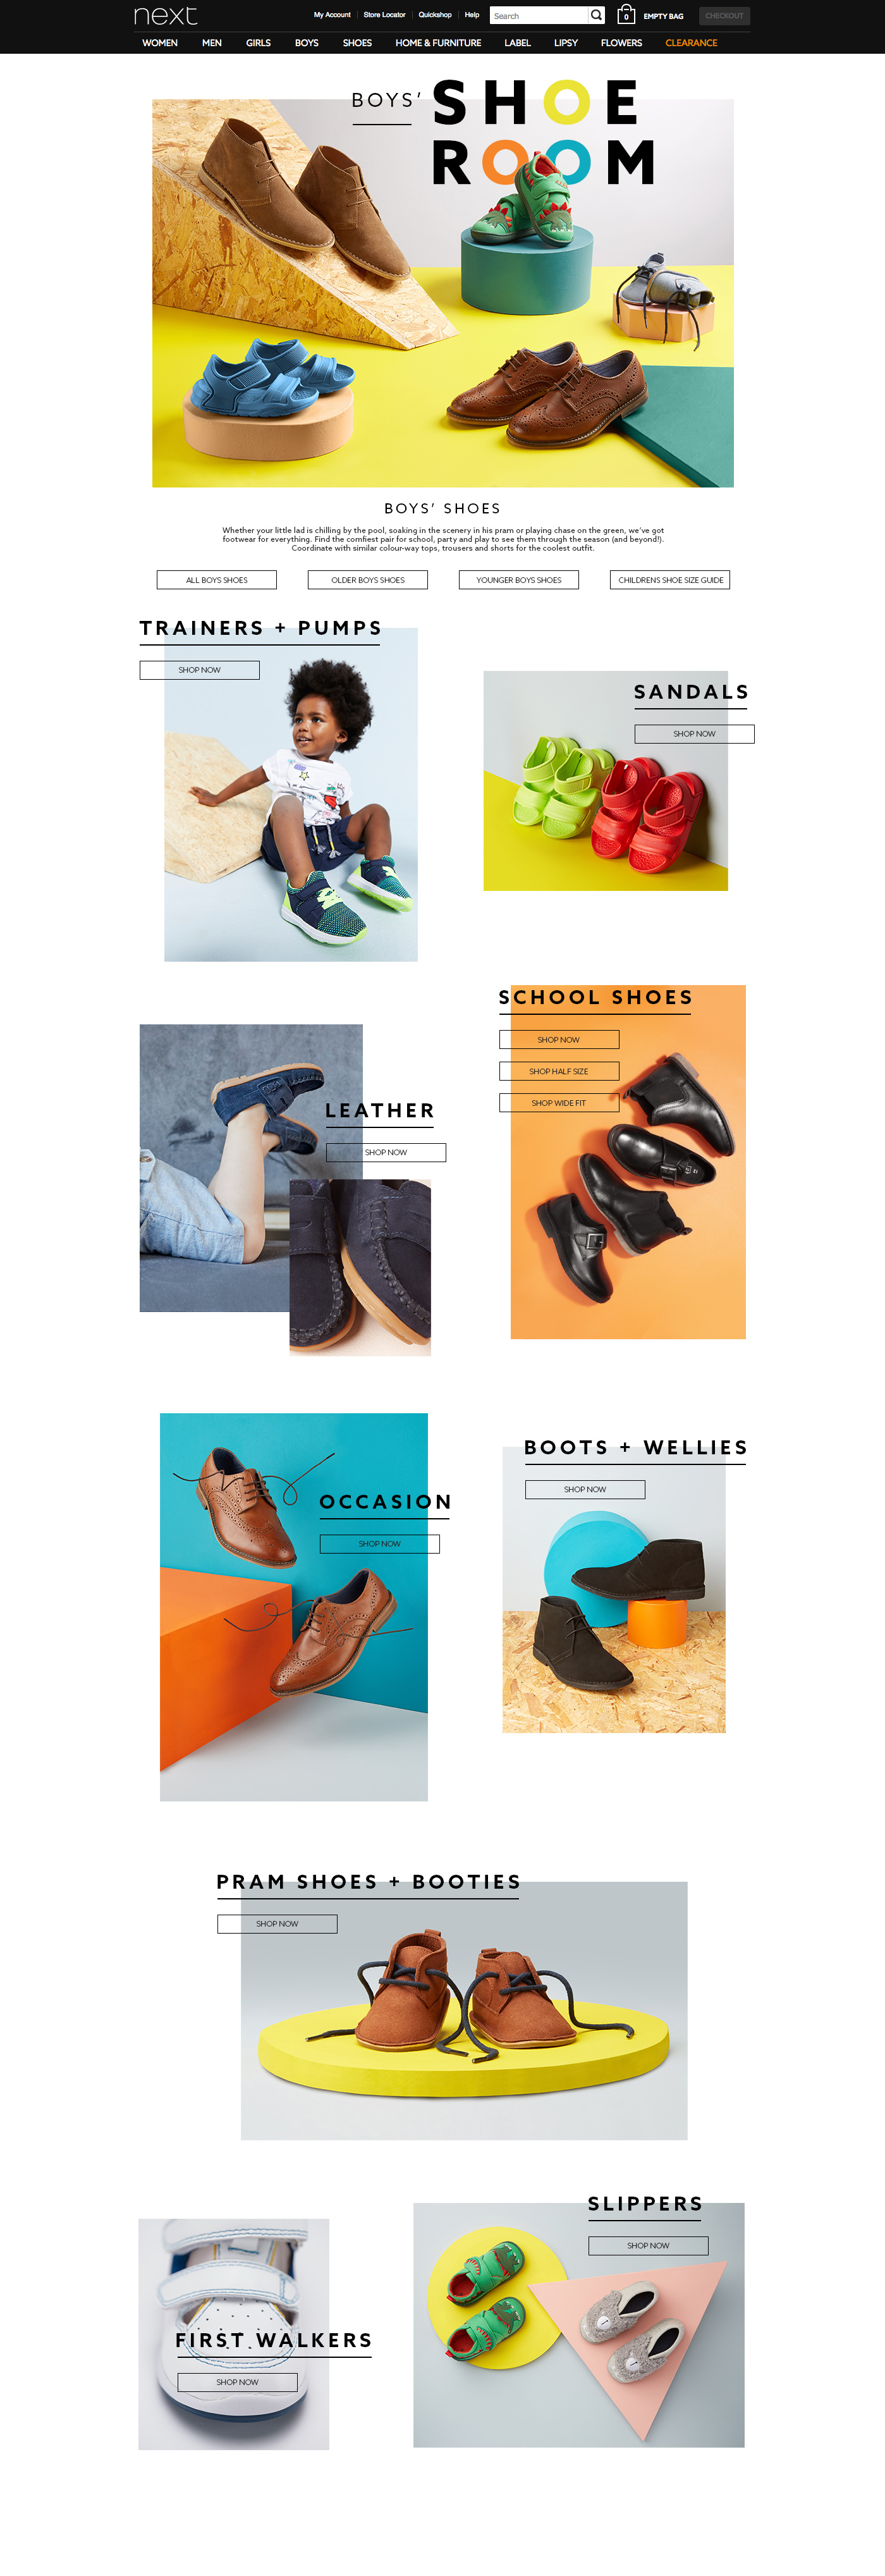 next
My Account
Store Locator
Quickshop
Help
Search
0
EMPTY BAG
CHECKOUT
WOMEN
MEN
GIRLS
BOYS
SHOES
HOME & FURNITURE
LABEL
LIPSY
FLOWERS
CLEARANCE
BOYS' SHOE
ROOM
BOYS' SHOES
Whether your little lad is chilling by the pool, soaking in the scenery in his pram or playing chase on the green, we've got
footwear for everything. Find the comfiest pair for school, party and play to see them through the season (and beyond!).
Coordinate with similar colour-way tops, trousers and shorts for the coolest outfit.
ALL BOYS SHOES
OLDER BOYS SHOES
YOUNGER BOYS SHOES
CHILDRENS SHOE SIZE GUIDE
TRAINERS + PUMPS
SHOP NOW
SANDALS
SHOP NOW
SCHOOL SHOES
SHOP NOW
SHOP HALF SIZE
SHOP WIDE FIT
LEATHER
SHOP NOW
OCCASION
SHOP NOW
BOOTS + WELLIES
SHOP NOW
PRAM SHOES + BOOTIES
SHOP NOW
SLIPPERS
SHOP NOW
FIRST WALKERS
SHOP NOW